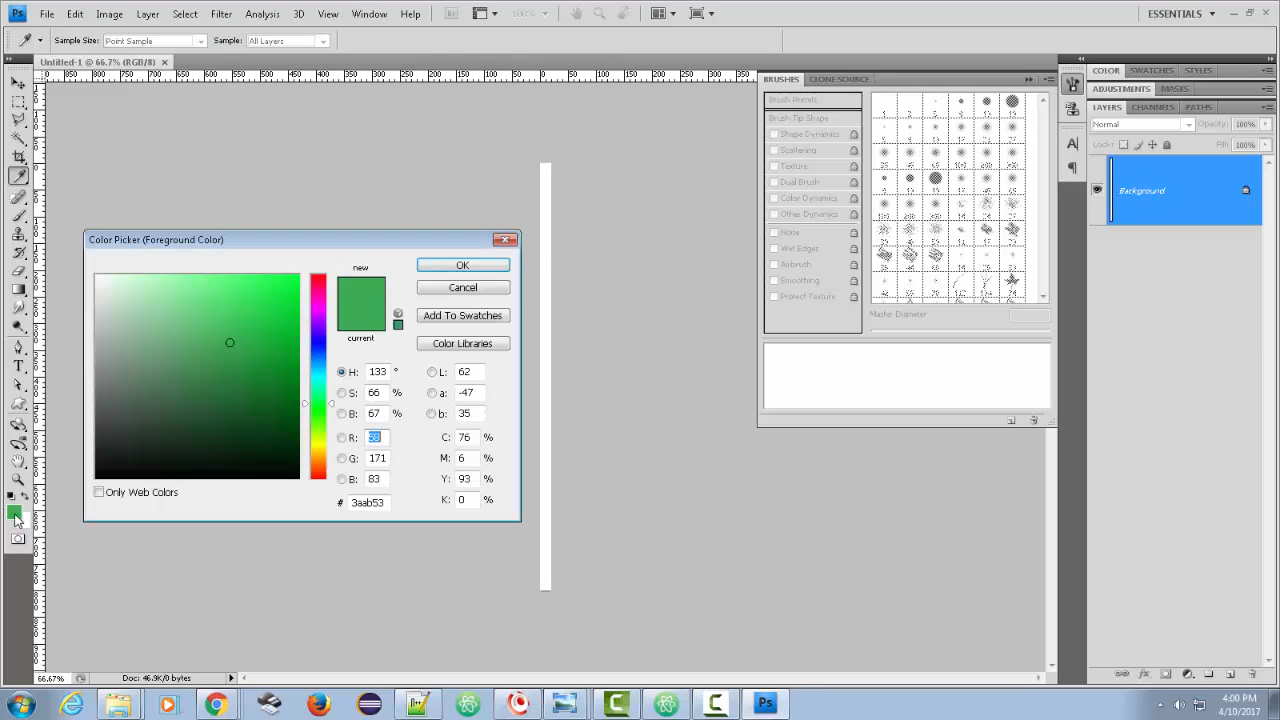 Ps File Edit Image Layer Select Filter Analysis 3D View Window Help Br 100% ESSENTIALS
Sample Size: Point Sample Sample: All Layers
Untitled-1 @ 66.7% (RGB/8)
BRUSHES CLONE SOURCE
Brush Presets
Brush Tip Shape
Shape Dynamics
Scattering
Texture
Dual Brush
Color Dynamics
Other Dynamics
Noise
Wet Edges
Airbrush
Smoothing
Protect Texture
Master Diameter
COLOR SWATCHES STYLES
ADJUSTMENTS MASKS
LAYERS CHANNELS PATHS
Normal Opacity: 100%
Lock: Fill: 100%
Background
Color Picker (Foreground Color)
new
current
OK
Cancel
Add To Swatches
Color Libraries
H: 133 ° L: 62
S: 66 % a: -47
B: 67 % b: 35
R: 58 C: 76 %
G: 171 M: 6 %
B: 83 Y: 93 %
# 3aab53 K: 0 %
Only Web Colors
66.67% Doc: 46.9K/0 bytes
4:00 PM
4/10/2017